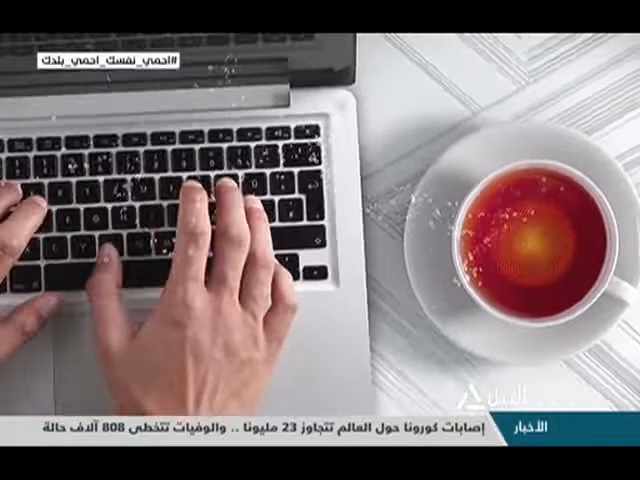 #احمي_نفسك_احمي_بلدك
النيل
الأخبار
إصابات كورونا حول العالم تتجاوز 23 مليونا .. والوفيات تتخطى 808 آلاف حالة